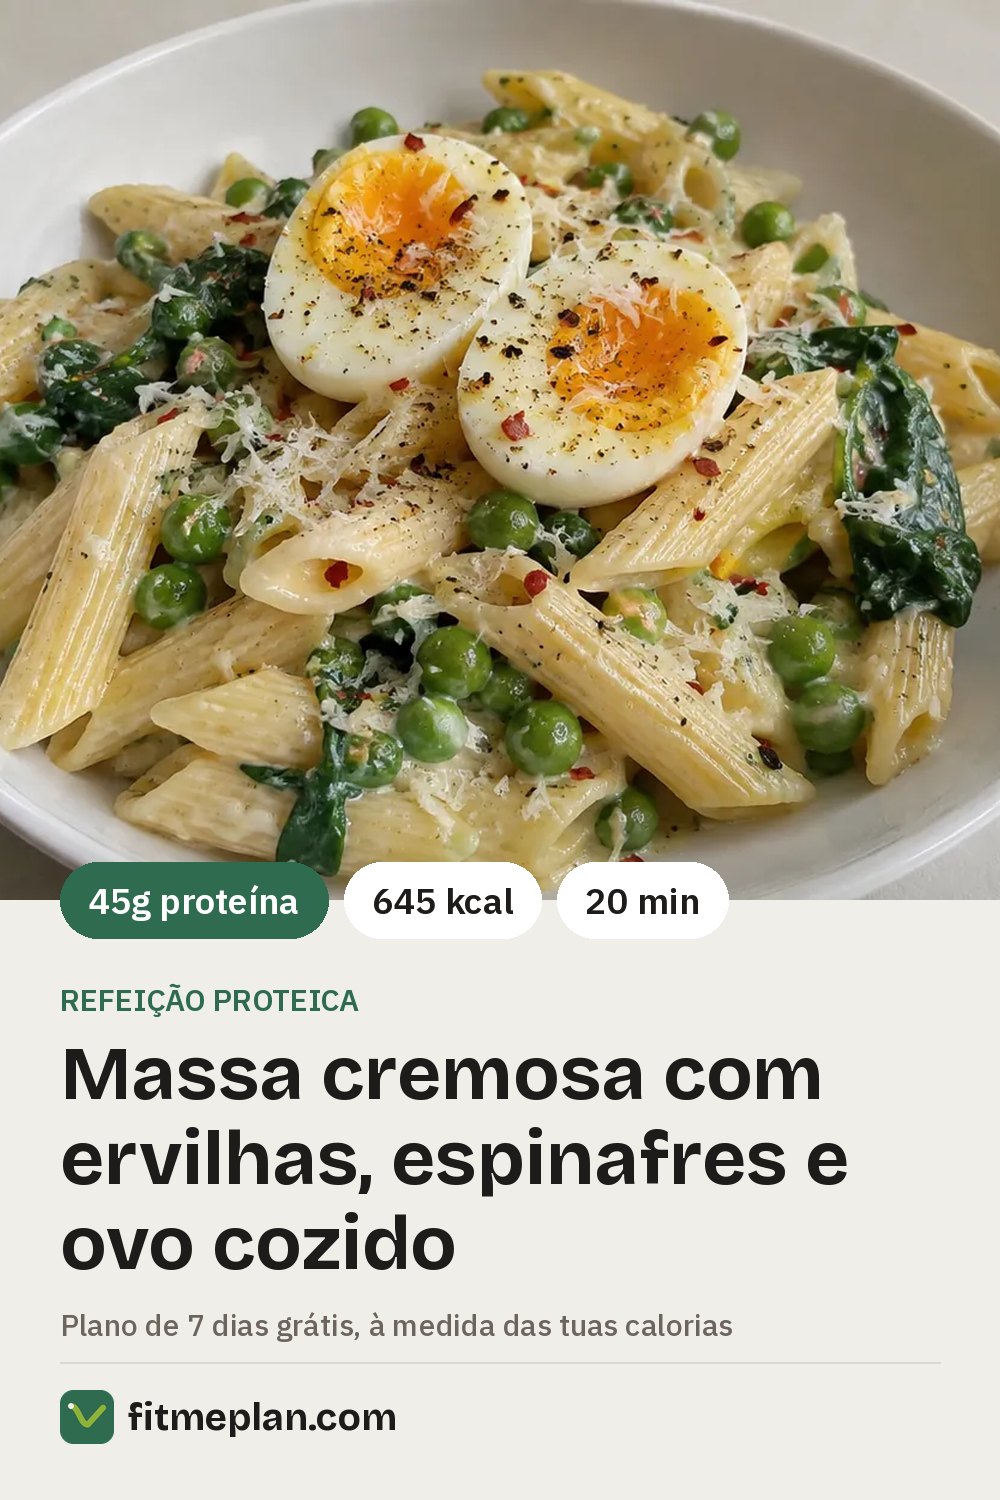 45g proteína
645 kcal
20 min
REFEIÇÃO PROTEICA
Massa cremosa com
ervilhas, espinafres e
ovo cozido
Plano de 7 dias grátis, à medida das tuas calorias
fitmeplan.com